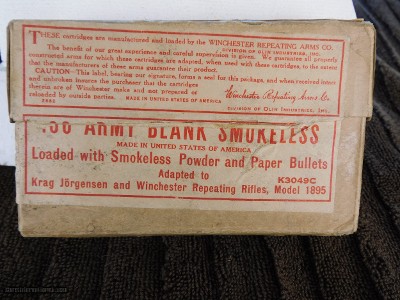 THESE cartridges are manufactured and loaded by the WINCHESTER REPEATING ARMS CO.
DIVISION OF OLIN INDUSTRIES, INC.
The benefit of our great experience and careful supervision is given. We guarantee all properly
constructed arms for which these cartridges are adapted, when used with these cartridges, to the extent
that the manufacturers of these arms guarantee their product.
CAUTION-This label, bearing our signature, forms a seal for this package, and when received intact
and unbroken insures the purchaser that the cartridges
therein are of Winchester make and not prepared or
reloaded by outside parties. MADE IN UNITED STATES OF AMERICA
Winchester Repeating Arms Co.
DIVISION OF OLIN INDUSTRIES, INC.
ARMY BLANK SMOKELESS
MADE IN UNITED STATES OF AMERICA
Loaded with Smokeless Powder and Paper Bullets
Adapted to
K3049C
Krag Jörgensen and Winchester Repeating Rifles, Model 1895